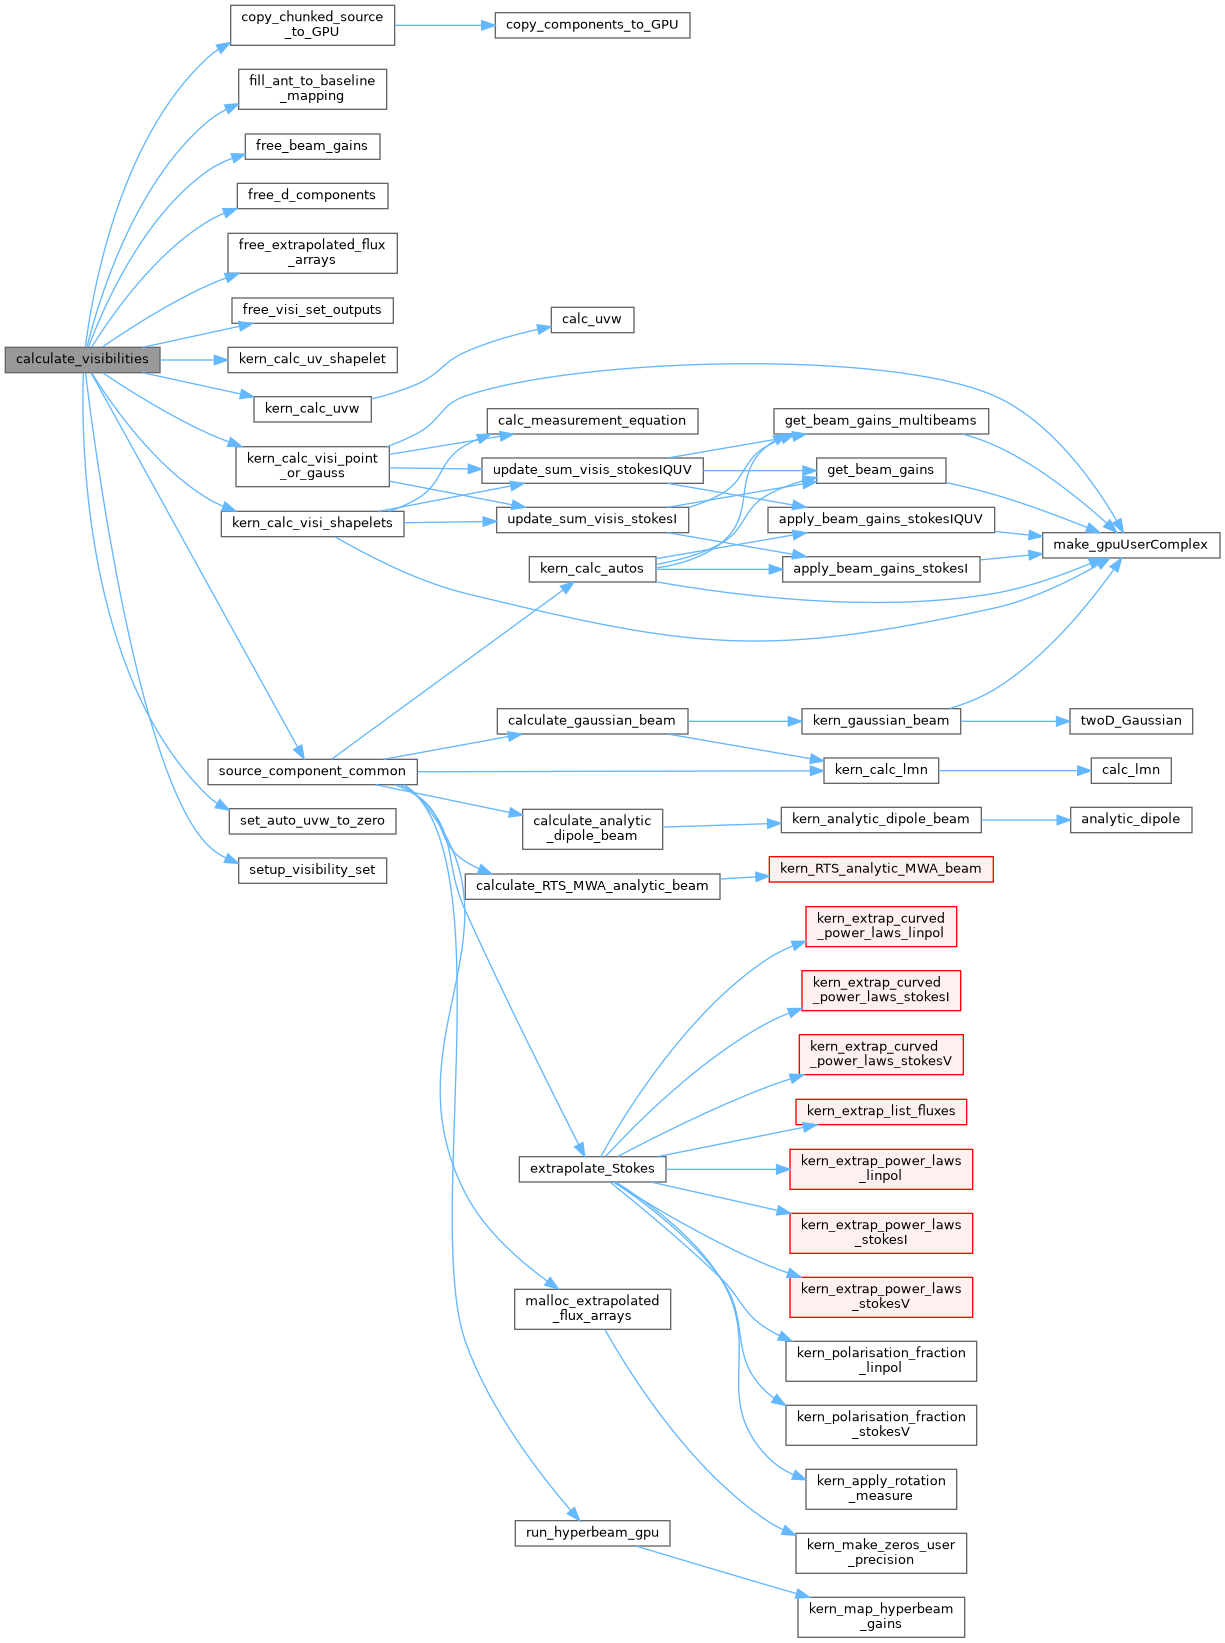 copy_chunked_source
_to_GPU
copy_components_to_GPU
fill_ant_to_baseline
_mapping
free_beam_gains
free_d_components
free_extrapolated_flux
_arrays
free_visi_set_outputs
calc_uvw
calculate_visibilities
kern_calc_uv_shapelet
kern_calc_uvw
calc_measurement_equation
get_beam_gains_multibeams
kern_calc_visi_point
_or_gauss
update_sum_visis_stokesIQUV
get_beam_gains
kern_calc_visi_shapelets
update_sum_visis_stokesI
apply_beam_gains_stokesIQUV
make_gpuUserComplex
kern_calc_autos
apply_beam_gains_stokesI
calculate_gaussian_beam
kern_gaussian_beam
twoD_Gaussian
source_component_common
kern_calc_lmn
calc_lmn
set_auto_uvw_to_zero
calculate_analytic
_dipole_beam
kern_analytic_dipole_beam
analytic_dipole
setup_visibility_set
calculate_RTS_MWA_analytic_beam
kern_RTS_analytic_MWA_beam
kern_extrap_curved
_power_laws_linpol
kern_extrap_curved
_power_laws_stokesI
kern_extrap_curved
_power_laws_stokesV
kern_extrap_list_fluxes
extrapolate_Stokes
kern_extrap_power_laws
_linpol
kern_extrap_power_laws
_stokesI
kern_extrap_power_laws
_stokesV
malloc_extrapolated
_flux_arrays
kern_polarisation_fraction
_linpol
kern_polarisation_fraction
_stokesV
kern_apply_rotation
_measure
run_hyperbeam_gpu
kern_make_zeros_user
_precision
kern_map_hyperbeam
_gains